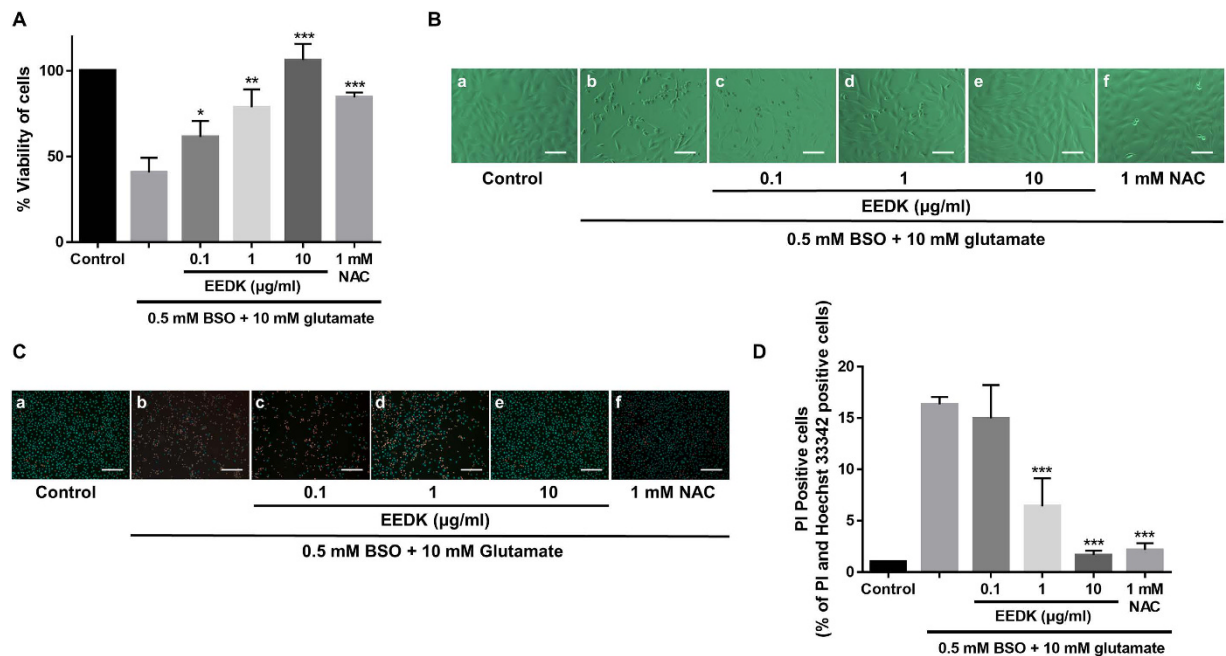 A
% Viability of cells
100
50
0
***
**
***
*
Control
0.1
1
10
1 mM
NAC
EEDK (µg/ml)
0.5 mM BSO + 10 mM glutamate
B
a
b
c
d
e
f
Control
0.1
1
10
1 mM NAC
EEDK (µg/ml)
0.5 mM BSO + 10 mM glutamate
C
a
b
c
d
e
f
Control
0.1
1
10
1 mM NAC
EEDK (µg/ml)
0.5 mM BSO + 10 mM Glutamate
D
PI Positive cells
(% of PI and Hoechst 33342 positive cells)
20
15
10
5
0
***
***
***
Control
0.1
1
10
1 mM
NAC
EEDK (µg/ml)
0.5 mM BSO + 10 mM glutamate